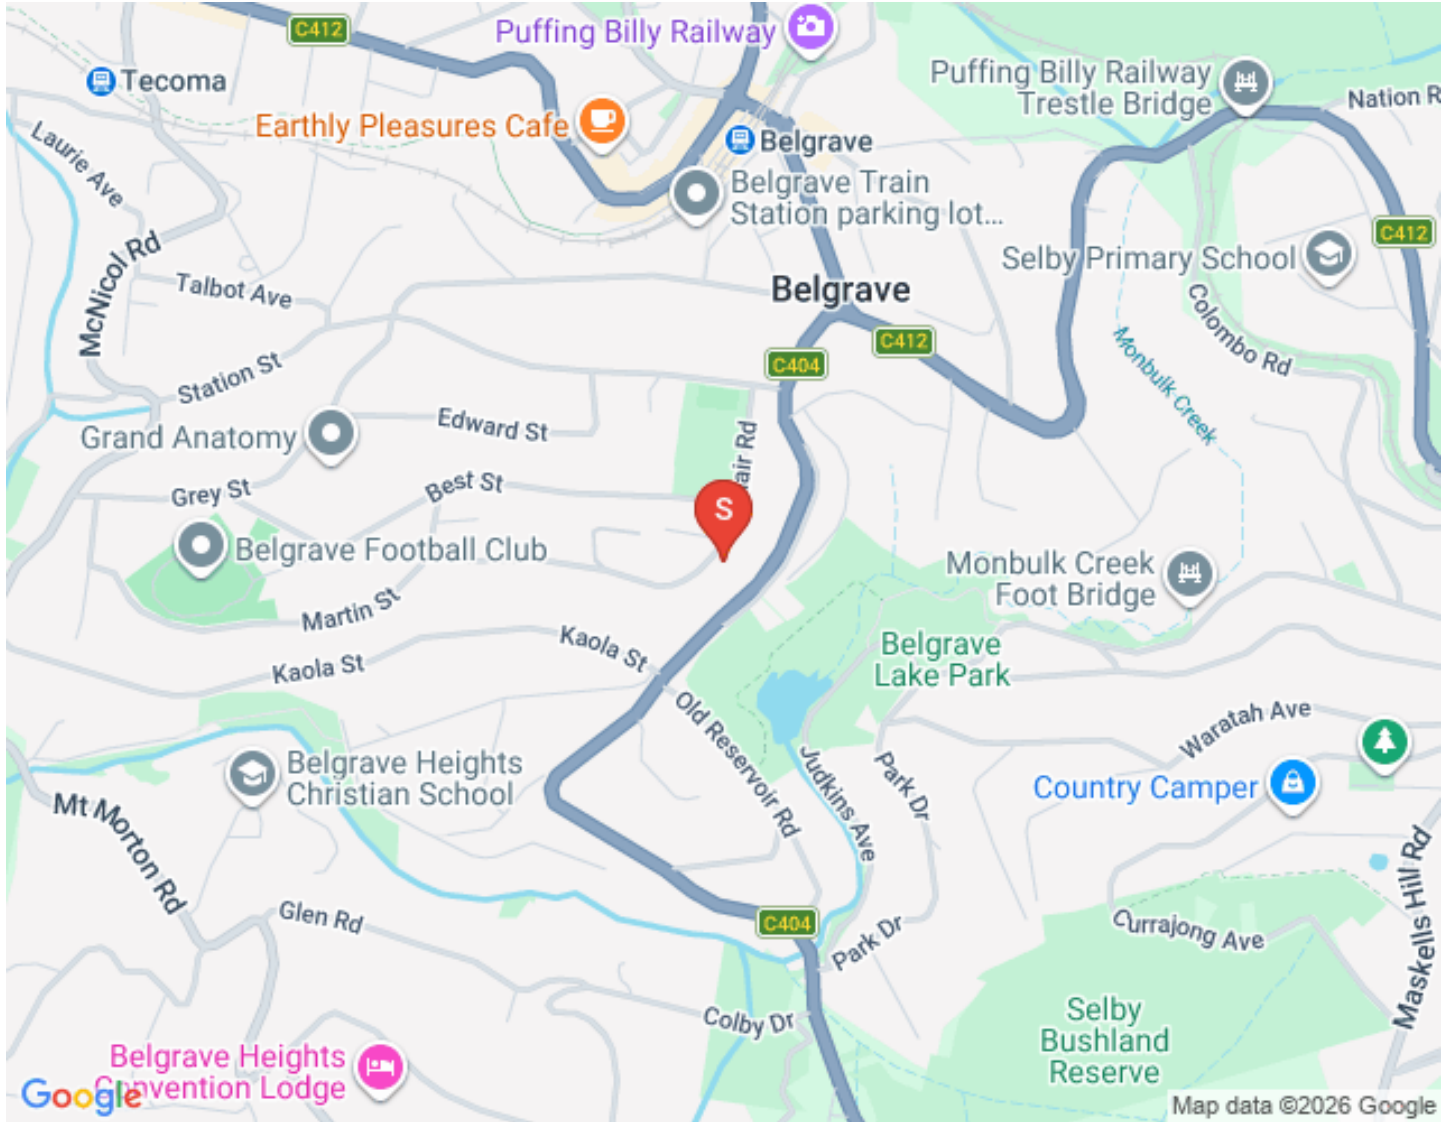 C412
Puffing Billy Railway
Tecoma
Puffing Billy Railway
Trestle Bridge
Nation R
Laurie Ave
Earthly Pleasures Cafe
Belgrave
Belgrave Train
Station parking lot...
McNicol Rd
C412
Selby Primary School
Talbot Ave
Belgrave
Colombo Rd
C412
C404
Monbulk Creek
Station St
Edward St
Grand Anatomy
air Rd
Best St
Grey St
S
Belgrave Football Club
Monbulk Creek
Foot Bridge
Martin St
Kaola St
Kaola St
Belgrave
Lake Park
Old Reservoir Rd
Waratah Ave
Judkins Ave
Park Dr
Belgrave Heights
Christian School
Country Camper
Mt Morton Rd
Maskells Hill Rd
Glen Rd
C404
Park Dr
Currajong Ave
Colby Dr
Selby
Bushland
Reserve
Belgrave Heights
Convention Lodge
Google
Map data ©2026 Google